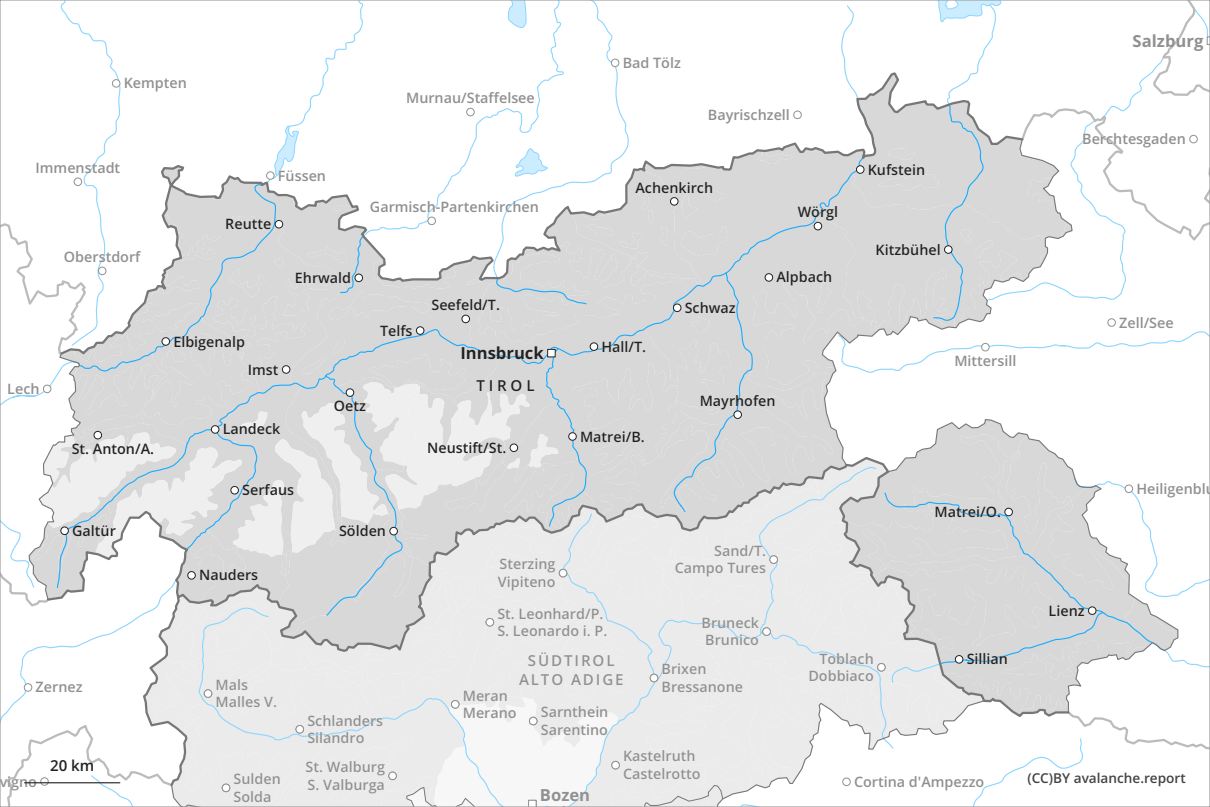 Salzburg
Bad Tölz
Kempten
Murnau/Staffelsee
Bayrischzell
Berchtesgaden
Immenstadt
Füssen
Kufstein
Achenkirch
Garmisch-Partenkirchen
Wörgl
Reutte
Kitzbühel
Oberstdorf
Ehrwald
Alpbach
Seefeld/T.
Schwaz
Zell/See
Telfs
Elbigenalp
Hall/T.
Innsbruck
Mittersill
Imst
TIROL
Lech
Oetz
Mayrhofen
Landeck
Matrei/B.
St. Anton/A.
Neustift/St.
Serfaus
Heiligenblu
Matrei/O.
Galtür
Sölden
Sand/T.
Campo Tures
Sterzing
Vipiteno
Nauders
Lienz
St. Leonhard/P.
S. Leonardo i. P.
Bruneck
Brunico
Sillian
SÜDTIROL
ALTO ADIGE
Toblach
Dobbiaco
Brixen
Bressanone
Zernez
Mals
Malles V.
Meran
Merano
Sarnthein
Sarentino
Schlanders
Silandro
Kastelruth
Castelrotto
20 km
St. Walburg
S. Valburga
(CC)BY avalanche.report
vigno
Sulden
Solda
Cortina d'Ampezzo
Bozen